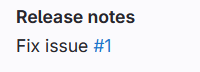 Release notes
Fix issue #1